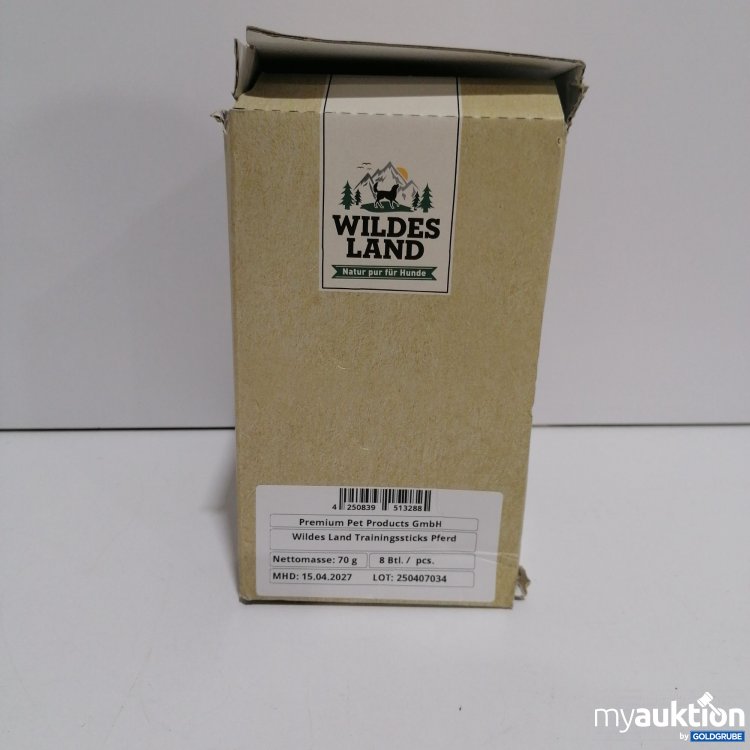 WILDES
LAND
Natur pur für Hunde
4 250839 513288
Premium Pet Products GmbH
Wildes Land Trainingssticks Pferd
Nettomasse: 70 g 8 Btl. / pcs.
MHD: 15.04.2027 LOT: 250407034
myauktion
by GOLDGRUBE